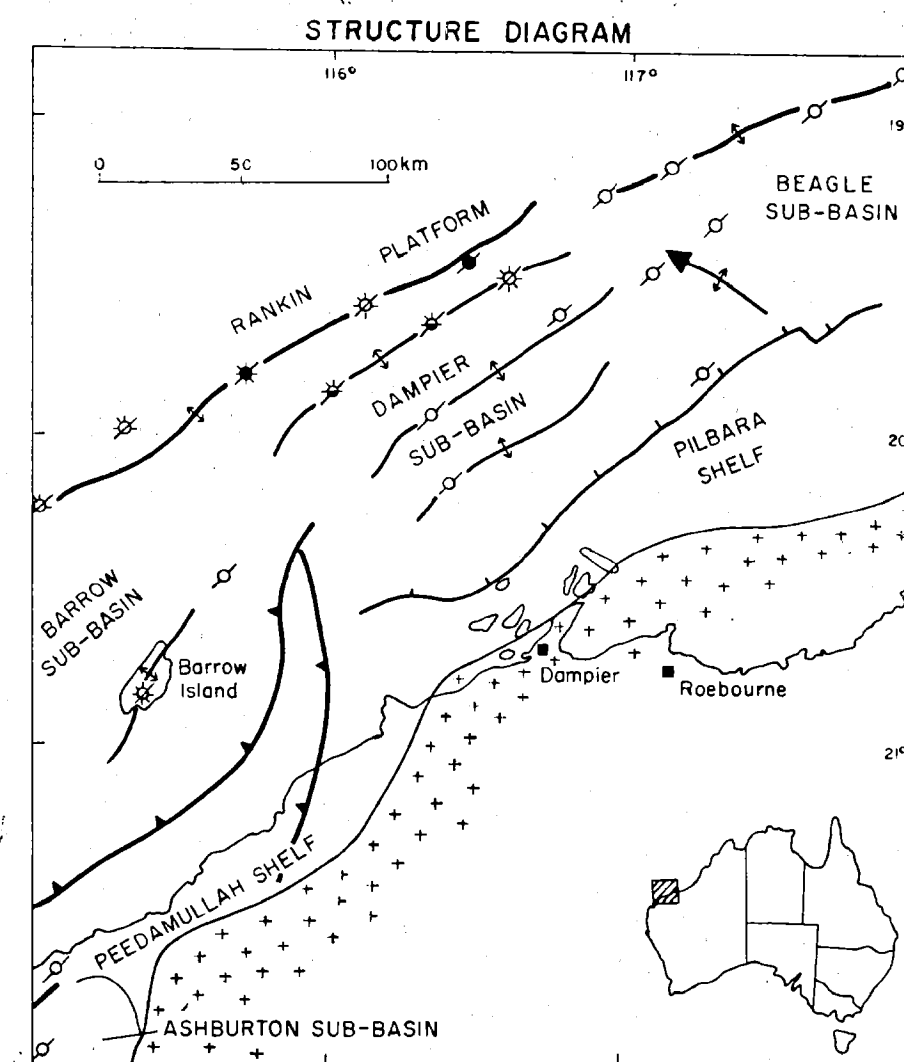 STRUCTURE DIAGRAM
116°
117°
19
0 50 100km
BEAGLE
SUB-BASIN
RANKIN PLATFORM
DAMPIER
SUB-BASIN
PILBARA
SHELF
20
BARROW
SUB-BASIN
Barrow
Island
Dampier
Roebourne
21°
PEEDAMULLAH SHELF
ASHBURTON SUB-BASIN